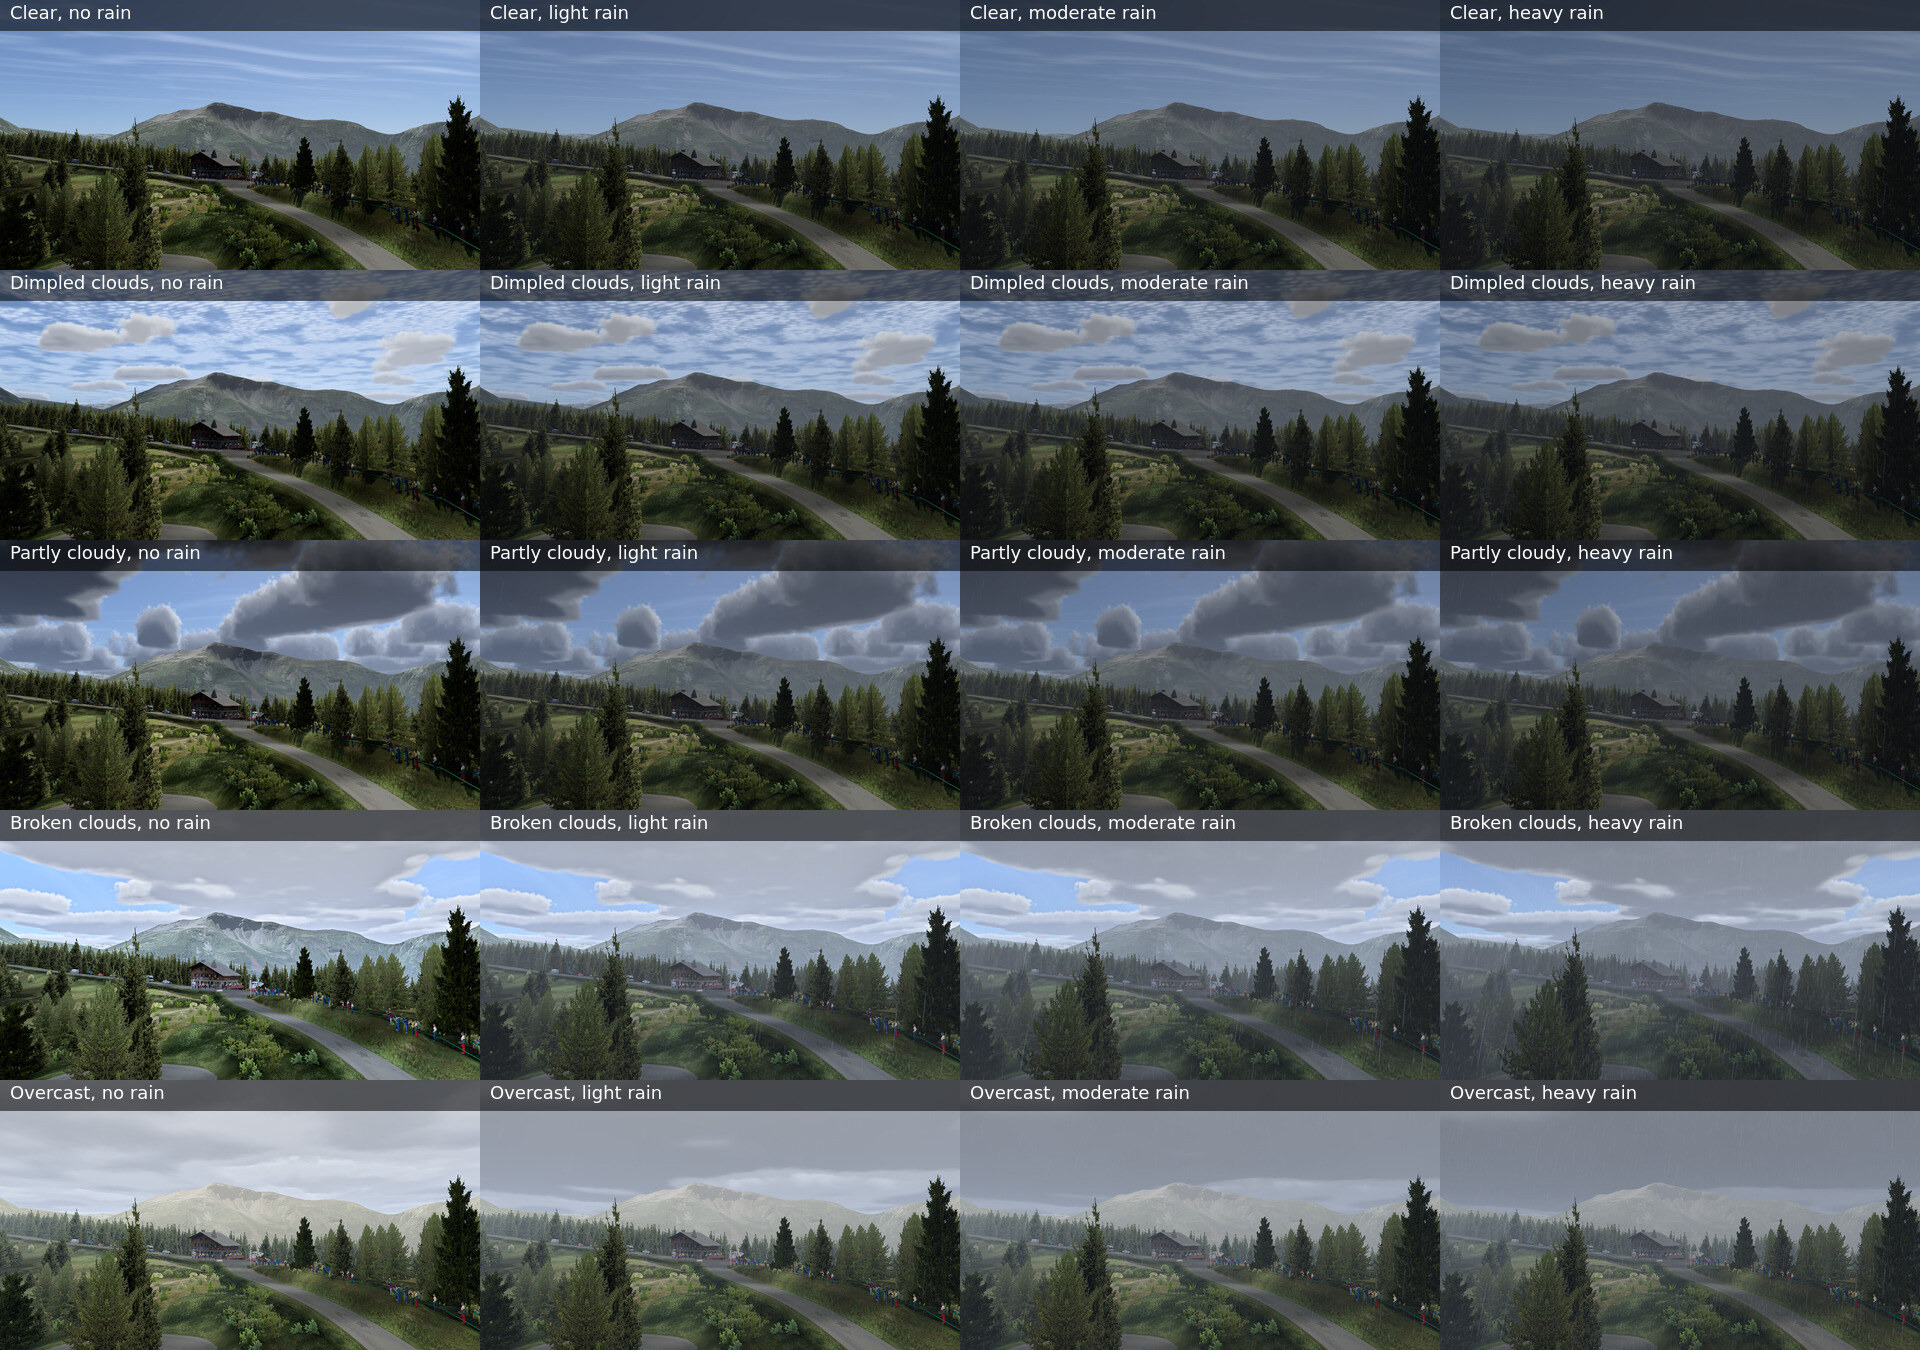 Clear, no rain
Clear, light rain
Clear, moderate rain
Clear, heavy rain
Dimpled clouds, no rain
Dimpled clouds, light rain
Dimpled clouds, moderate rain
Dimpled clouds, heavy rain
Partly cloudy, no rain
Partly cloudy, light rain
Partly cloudy, moderate rain
Partly cloudy, heavy rain
Broken clouds, no rain
Broken clouds, light rain
Broken clouds, moderate rain
Broken clouds, heavy rain
Overcast, no rain
Overcast, light rain
Overcast, moderate rain
Overcast, heavy rain